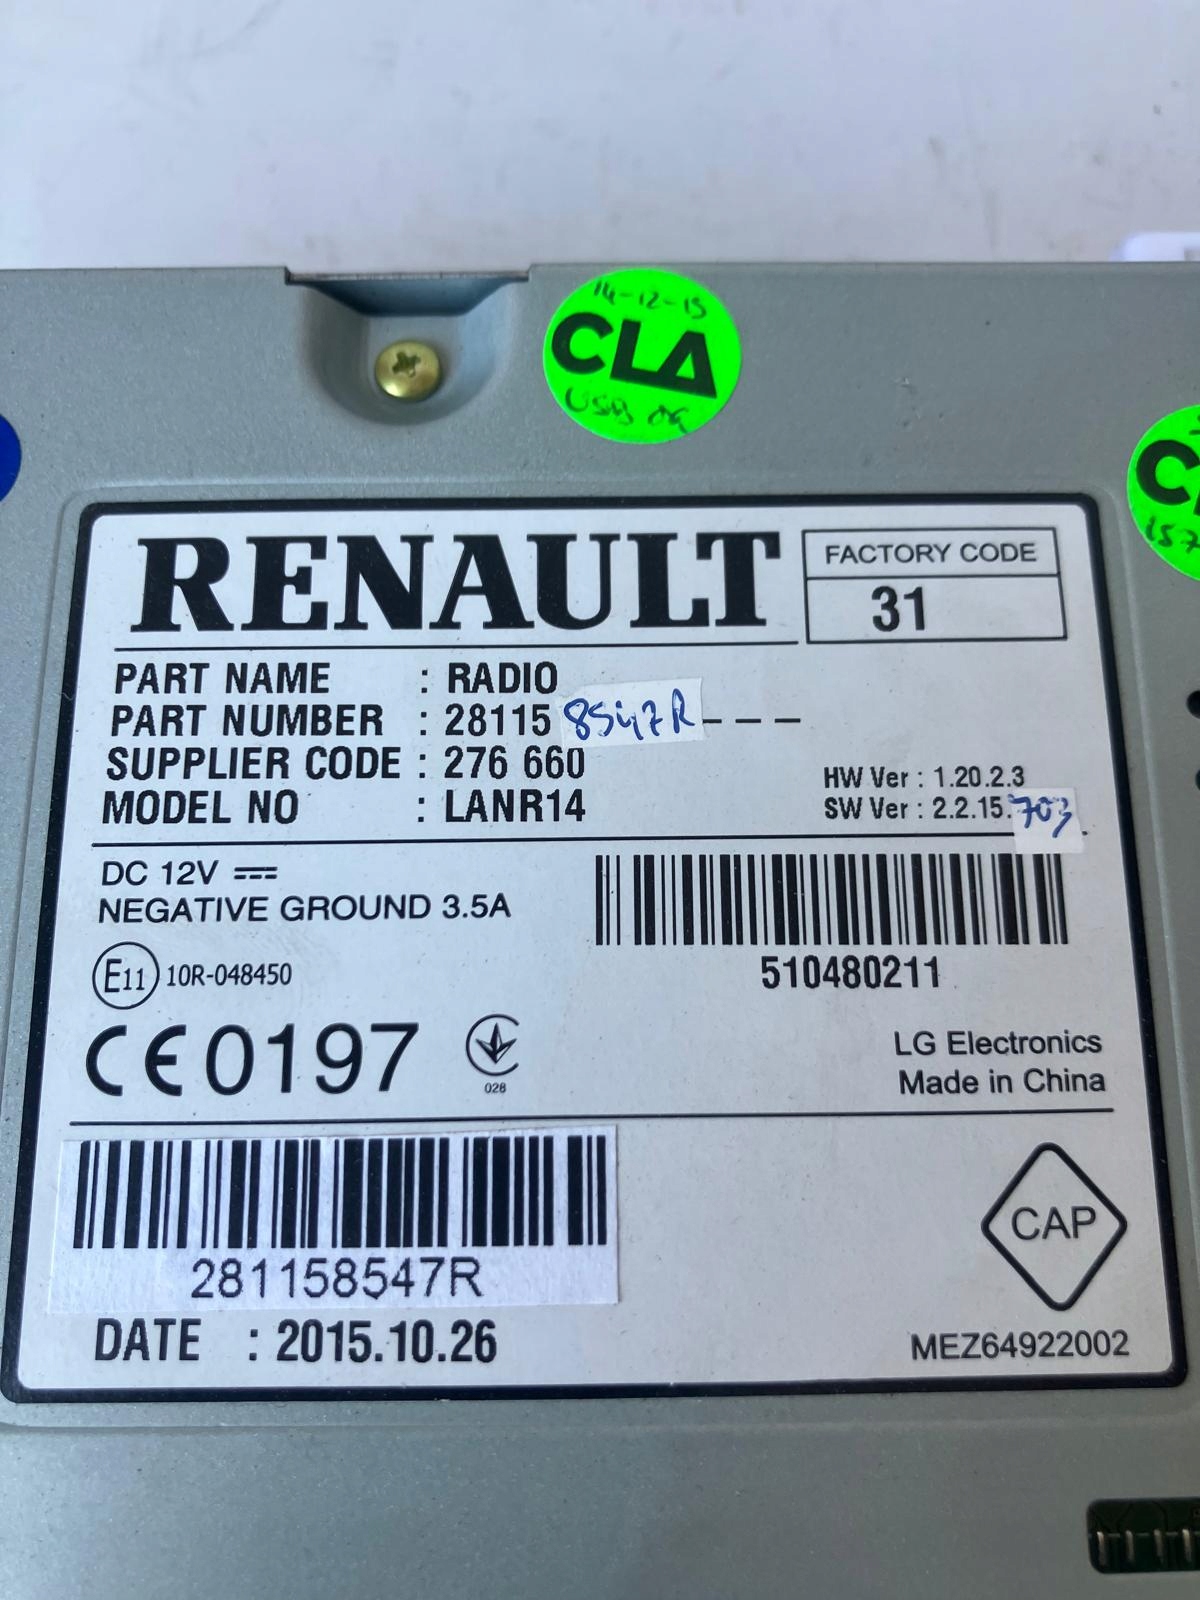 14-12-15
CLA
USB OK
RENAULT
FACTORY CODE
31
PART NAME : RADIO
PART NUMBER : 28115 8547R - - -
SUPPLIER CODE : 276 660
MODEL NO : LANR14
HW Ver : 1.20.2.3
SW Ver : 2.2.15.703
DC 12V
NEGATIVE GROUND 3.5A
510480211
E11 10R-048450
CE0197
028
LG Electronics
Made in China
281158547R
CAP
DATE : 2015.10.26
MEZ64922002